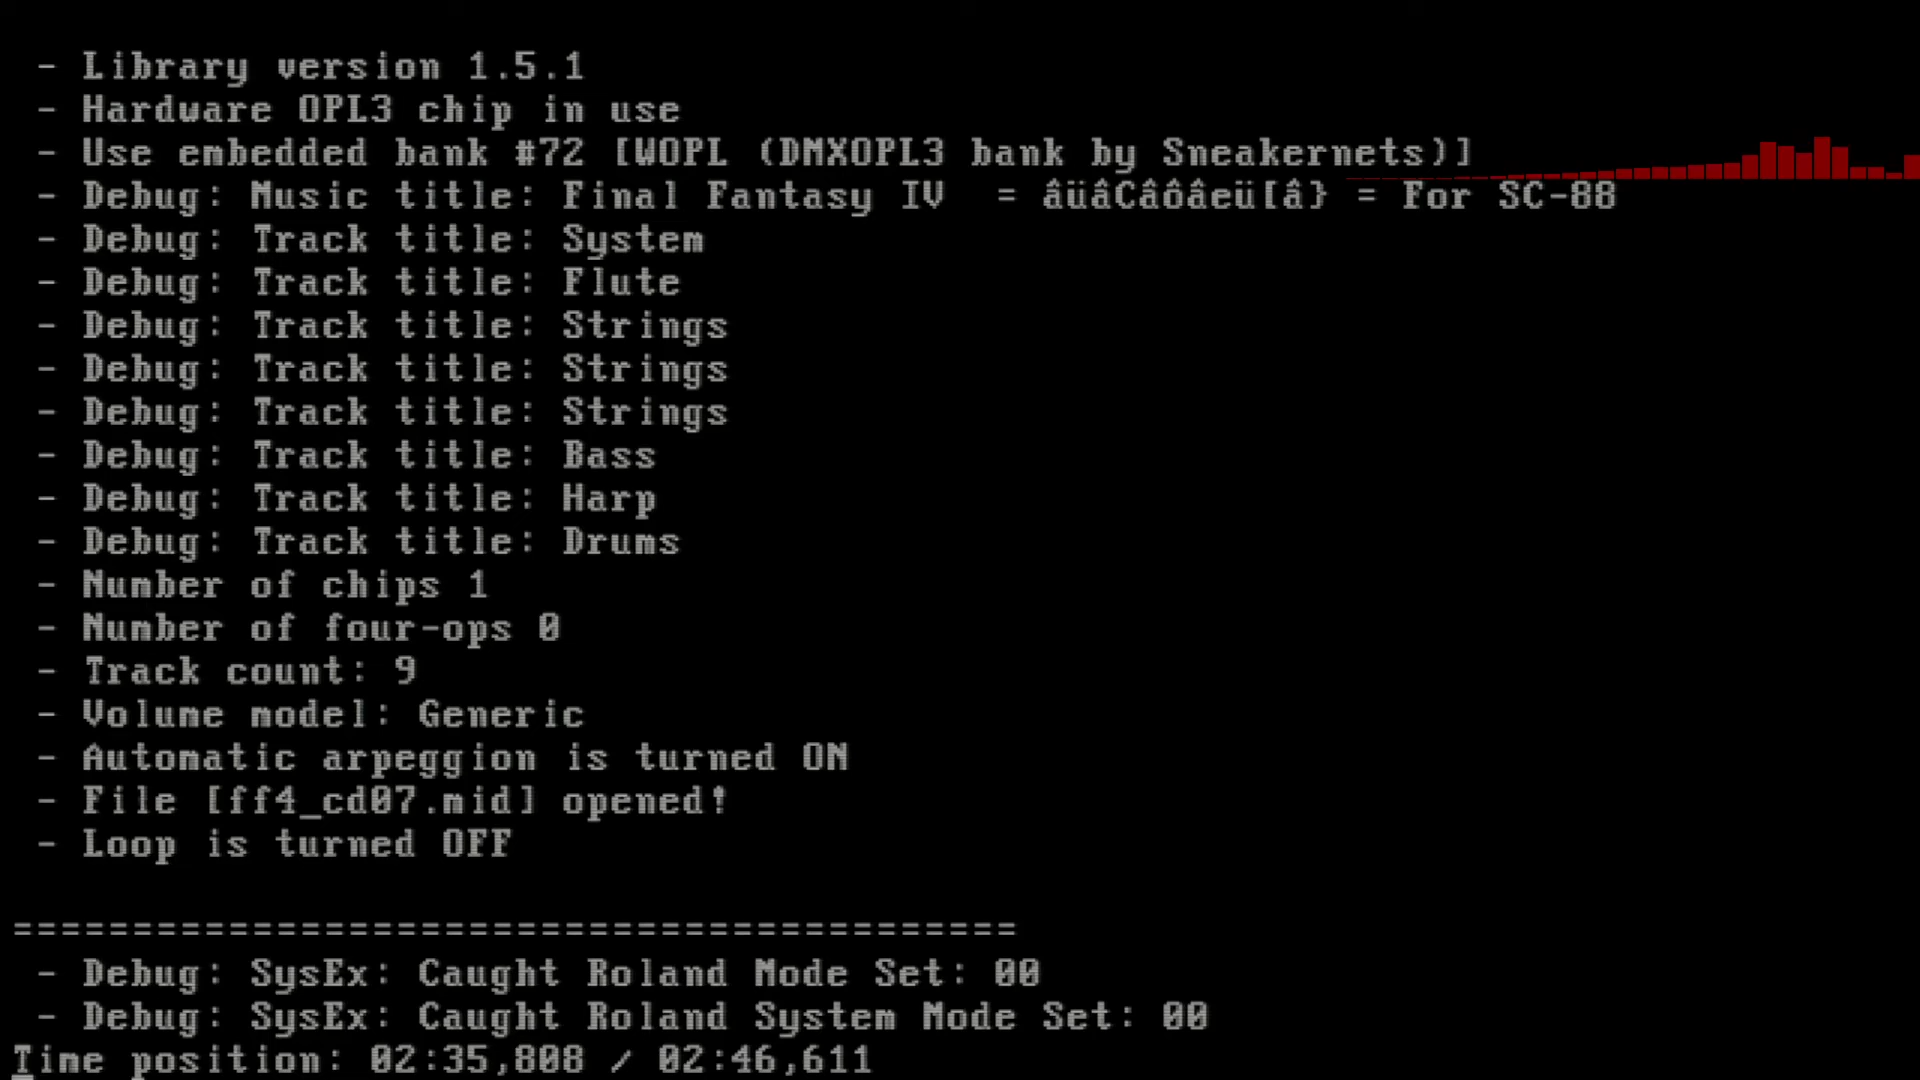 - Library version 1.5.1
- Hardware OPL3 chip in use
- Use embedded bank #72 [WOPL (DMXOPL3 bank by Sneakernets)]
- Debug: Music title: Final Fantasy IV  = âüâCâôâeü[â} = For SC-88
- Debug: Track title: System
- Debug: Track title: Flute
- Debug: Track title: Strings
- Debug: Track title: Strings
- Debug: Track title: Strings
- Debug: Track title: Bass
- Debug: Track title: Harp
- Debug: Track title: Drums
- Number of chips 1
- Number of four-ops 0
- Track count: 9
- Volume model: Generic
- Automatic arpeggion is turned ON
- File [ff4_cd07.mid] opened!
- Loop is turned OFF
==========================================
- Debug: SysEx: Caught Roland Mode Set: 00
- Debug: SysEx: Caught Roland System Mode Set: 00
Time position: 02:35,808 / 02:46,611